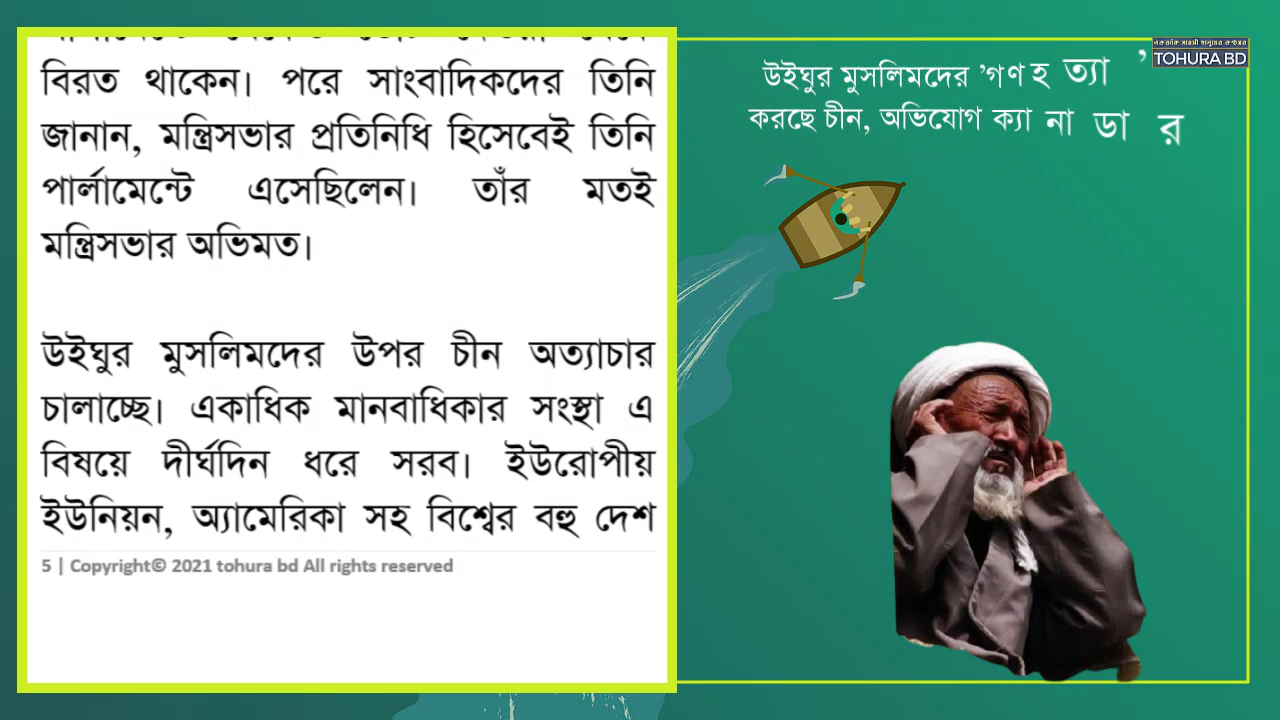 বিরত থাকেন। পরে সাংবাদিকদের তিনি
জানান, মন্ত্রিসভার প্রতিনিধি হিসেবেই তিনি
পার্লামেন্টে এসেছিলেন। তাঁর মতই
মন্ত্রিসভার অভিমত।
উইঘুর মুসলিমদের উপর চীন অত্যাচার
চালাচ্ছে। একাধিক মানবাধিকার সংস্থা এ
বিষয়ে দীর্ঘদিন ধরে সরব। ইউরোপীয়
ইউনিয়ন, অ্যামেরিকা সহ বিশ্বের বহু দেশ
5 | Copyright© 2021 tohura bd All rights reserved
উইঘুর মুসলিমদের 'গণহত্যা'
করছে চীন, অভিযোগ ক্যানাডার
TOHURA BD